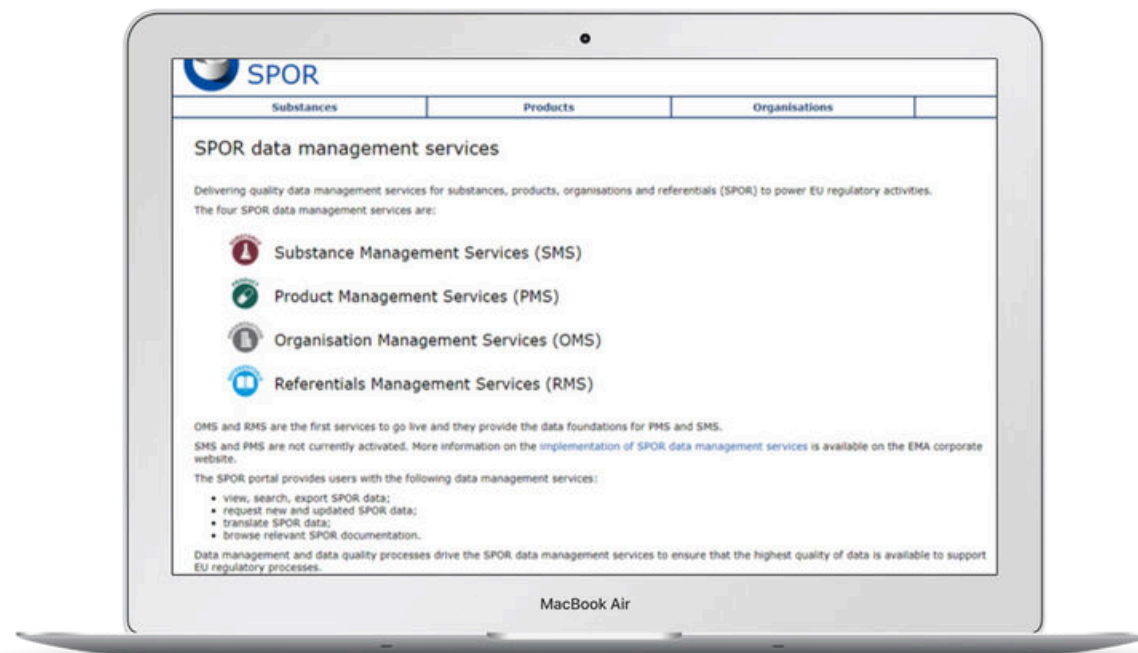 SPOR
Substances
Products
Organisations
SPOR data management services
Delivering quality data management services for substances, products, organisations and referentials (SPOR) to power EU regulatory activities.
The four SPOR data management services are:
Substance Management Services (SMS)
Product Management Services (PMS)
Organisation Management Services (OMS)
Referentials Management Services (RMS)
OMS and RMS are the first services to go live and they provide the data foundations for PMS and SMS.
SMS and PMS are not currently activated. More information on the implementation of SPOR data management services is available on the EMA corporate
website.
The SPOR portal provides users with the following data management services:
• view, search, export SPOR data;
• request new and updated SPOR data;
• translate SPOR data;
• browse relevant SPOR documentation.
Data management and data quality processes drive the SPOR data management services to ensure that the highest quality of data is available to support
EU regulatory processes.
MacBook Air